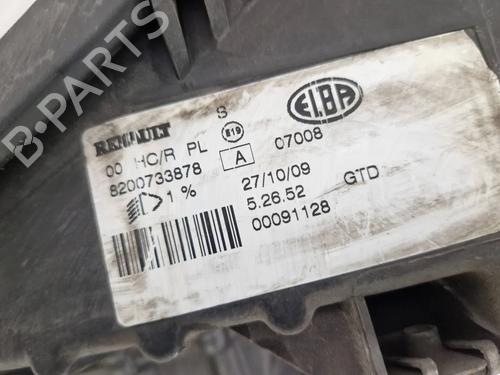 B-PARTS
RENAULT S ELBA
00 HC/R PL E19 A 07008
8200733878 27/10/09
1 % 5.26.52 GTD
00091128